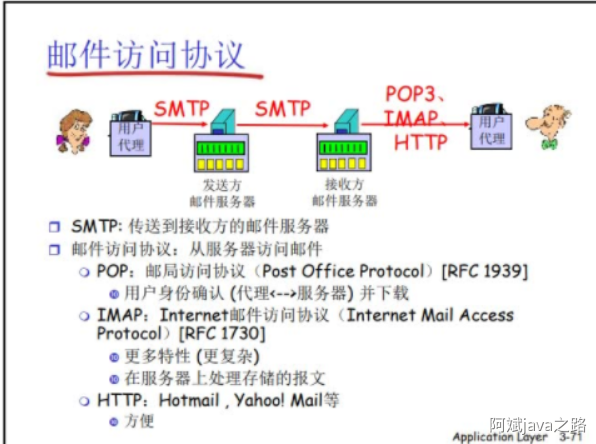 邮件访问协议
SMTP
SMTP
POP3、
IMAP、
HTTP
用户
代理
用户
代理
发送方
邮件服务器
接收方
邮件服务器
SMTP: 传送到接收方的邮件服务器
邮件访问协议：从服务器访问邮件
POP：邮局访问协议（Post Office Protocol）[RFC 1939]
用户身份确认 (代理<-->服务器) 并下载
IMAP：Internet邮件访问协议（Internet Mail Access
Protocol）[RFC 1730]
更多特性 (更复杂)
在服务器上处理存储的报文
HTTP：Hotmail , Yahoo! Mail等
方便
阿斌java之路
Application Layer 3-71